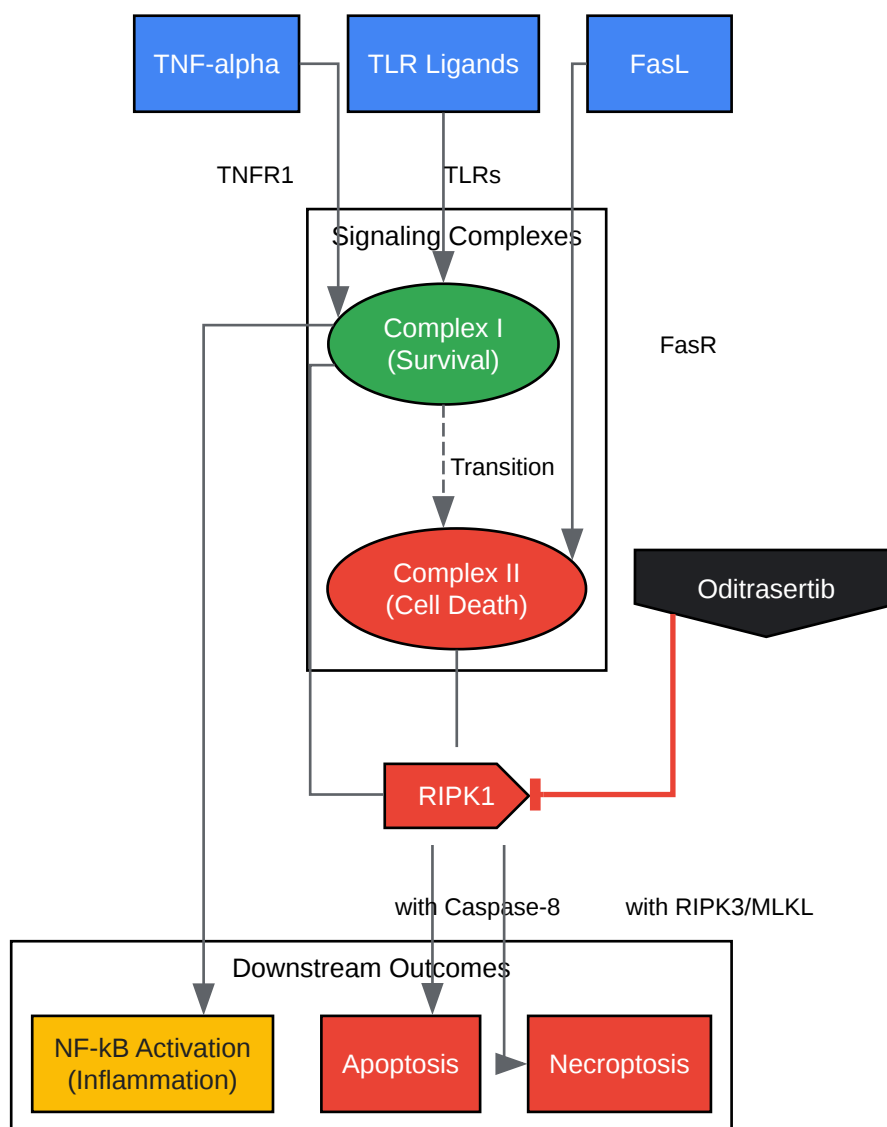 TNF-alpha
TLR Ligands
FasL
TNFR1
TLRs
Signaling Complexes
Complex I
(Survival)
FasR
Transition
Complex II
(Cell Death)
Oditrasertib
RIPK1
with Caspase-8
with RIPK3/MLKL
Downstream Outcomes
NF-kB Activation
(Inflammation)
Apoptosis
Necroptosis